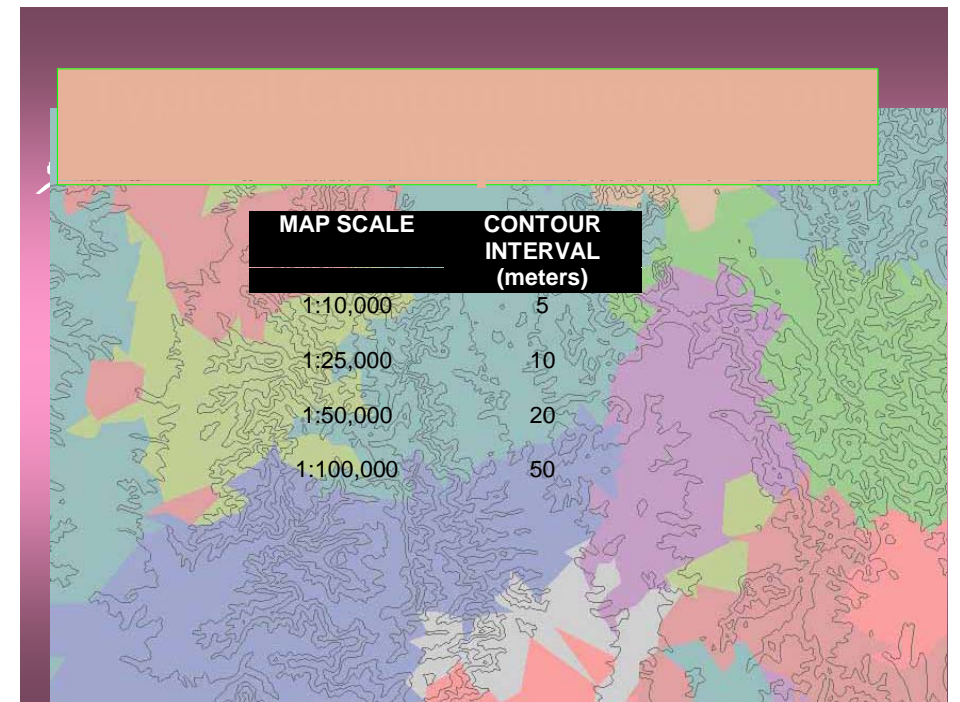 MAP SCALE CONTOUR
INTERVAL
(meters)
1:10,000 5
1:25,000 10
1:50,000 20
1:100,000 50